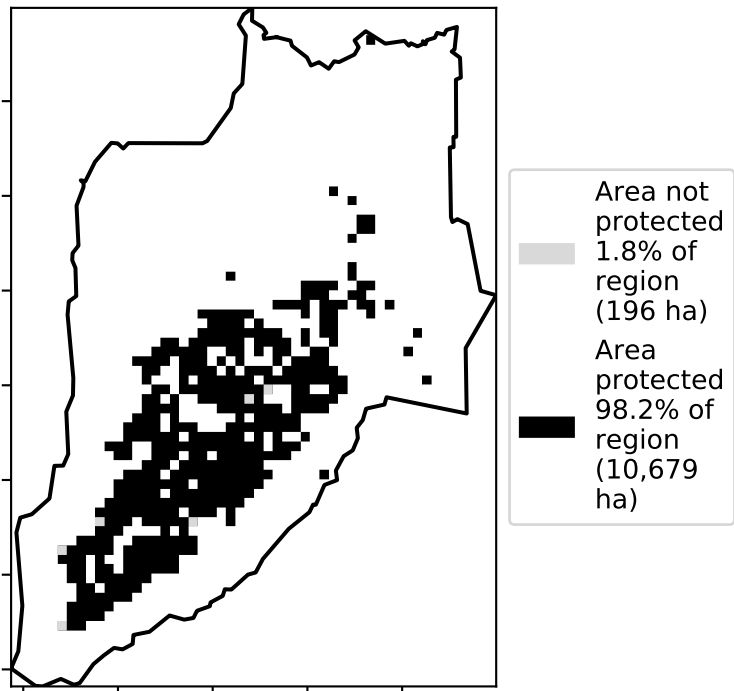 Area not
protected
1.8% of
region
(196 ha)
Area
protected
98.2% of
region
(10,679
ha)